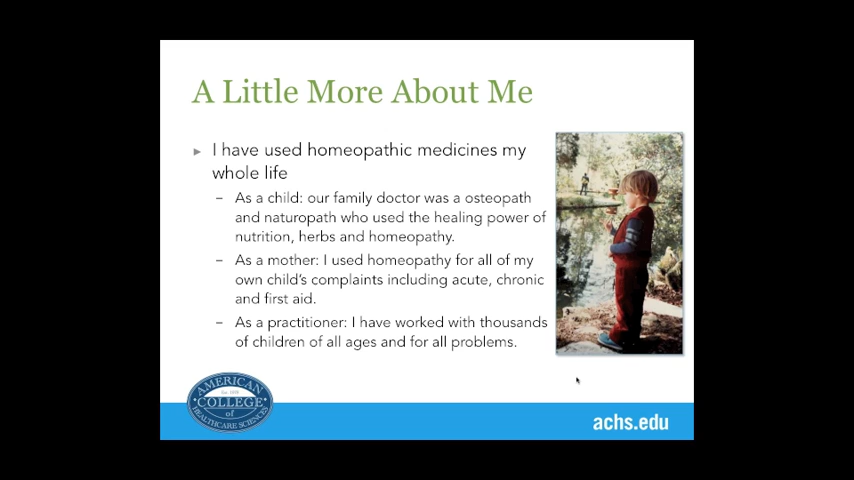 A Little More About Me
▸ I have used homeopathic medicines my
whole life
– As a child: our family doctor was a osteopath
and naturopath who used the healing power of
nutrition, herbs and homeopathy.
– As a mother: I used homeopathy for all of my
own child's complaints including acute, chronic
and first aid.
– As a practitioner: I have worked with thousands
of children of all ages and for all problems.
AMERICAN
COLLEGE
of
HEALTHCARE SCIENCES
achs.edu